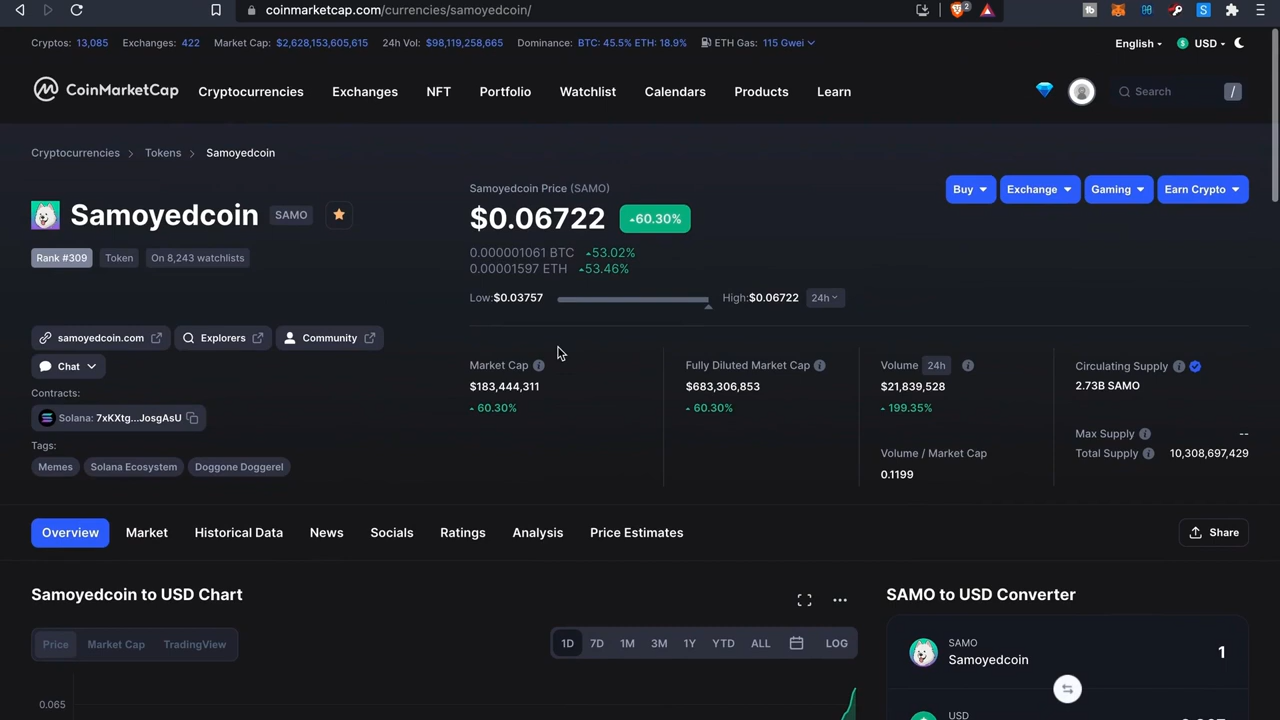 coinmarketcap.com/currencies/samoyedcoin/
2
S
Cryptos: 13,085 Exchanges: 422 Market Cap: $2,628,153,605,615 24h Vol: $98,119,258,665 Dominance: BTC: 45.5% ETH: 18.9% ETH Gas: 115 Gwei
English USD
CoinMarketCap Cryptocurrencies Exchanges NFT Portfolio Watchlist Calendars Products Learn Search /
Cryptocurrencies > Tokens > Samoyedcoin
Samoyedcoin SAMO
Rank #309 Token On 8,243 watchlists
samoyedcoin.com Explorers Community
Chat
Contracts:
Solana: 7xKXtg...JosgAsU
Tags:
Memes Solana Ecosystem Doggone Doggerel
Samoyedcoin Price (SAMO)
$0.06722 60.30%
0.000001061 BTC 53.02%
0.00001597 ETH 53.46%
Low:$0.03757 High:$0.06722 24h
Buy Exchange Gaming Earn Crypto
Market Cap
$183,444,311
60.30%
Fully Diluted Market Cap
$683,306,853
60.30%
Volume 24h
$21,839,528
199.35%
Volume / Market Cap
0.1199
Circulating Supply
2.73B SAMO
Max Supply --
Total Supply 10,308,697,429
Overview Market Historical Data News Socials Ratings Analysis Price Estimates Share
Samoyedcoin to USD Chart
Price Market Cap TradingView 1D 7D 1M 3M 1Y YTD ALL LOG
0.065
SAMO to USD Converter
SAMO
Samoyedcoin 1
USD